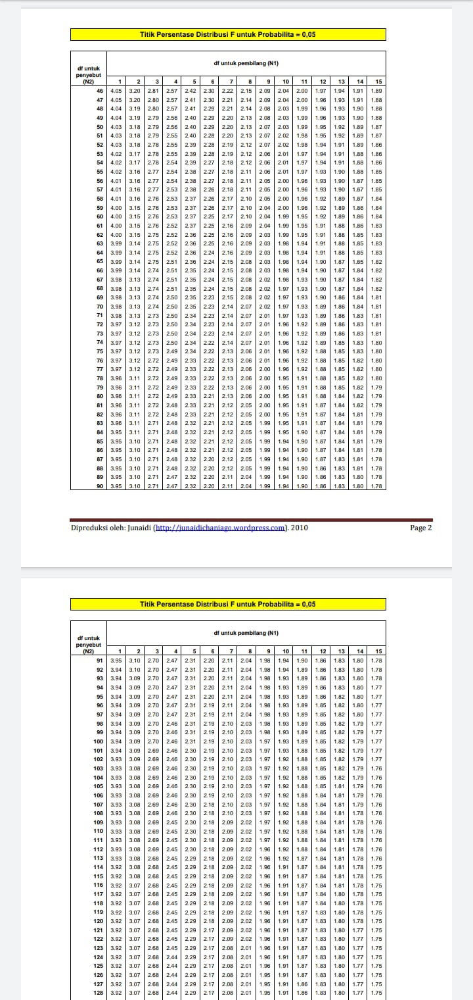 Titik Persentase Distribusi F untuk Probabilita = 0,05
df untuk penyebut (N2)
df untuk pembilang (N1)
1 2 3 4 5 6 7 8 9 10 11 12 13 14 15
46 4.05 3.20 2.81 2.57 2.42 2.30 2.22 2.15 2.09 2.04 2.00 1.97 1.94 1.91 1.89
47 4.05 3.20 2.80 2.57 2.41 2.30 2.21 2.14 2.09 2.04 2.00 1.96 1.93 1.91 1.88
48 4.04 3.19 2.80 2.57 2.41 2.29 2.21 2.14 2.08 2.03 1.99 1.96 1.93 1.90 1.88
49 4.04 3.19 2.79 2.56 2.40 2.29 2.20 2.13 2.08 2.03 1.99 1.96 1.93 1.90 1.88
50 4.03 3.18 2.79 2.56 2.40 2.29 2.20 2.13 2.07 2.03 1.99 1.95 1.92 1.89 1.87
51 4.03 3.18 2.79 2.55 2.40 2.28 2.20 2.13 2.07 2.02 1.98 1.95 1.92 1.89 1.87
52 4.03 3.18 2.78 2.55 2.39 2.28 2.19 2.12 2.07 2.02 1.98 1.94 1.91 1.89 1.86
53 4.02 3.17 2.78 2.55 2.39 2.28 2.19 2.12 2.06 2.01 1.97 1.94 1.91 1.88 1.86
54 4.02 3.17 2.78 2.54 2.39 2.27 2.18 2.12 2.06 2.01 1.97 1.94 1.91 1.88 1.86
55 4.02 3.16 2.77 2.54 2.38 2.27 2.18 2.11 2.06 2.01 1.97 1.93 1.90 1.88 1.85
56 4.01 3.16 2.77 2.54 2.38 2.27 2.18 2.11 2.05 2.00 1.96 1.93 1.90 1.87 1.85
57 4.01 3.16 2.77 2.53 2.38 2.26 2.18 2.11 2.05 2.00 1.96 1.93 1.90 1.87 1.85
58 4.01 3.16 2.76 2.53 2.37 2.26 2.17 2.10 2.05 2.00 1.96 1.92 1.89 1.87 1.84
59 4.00 3.15 2.76 2.53 2.37 2.26 2.17 2.10 2.04 2.00 1.96 1.92 1.89 1.86 1.84
60 4.00 3.15 2.76 2.53 2.37 2.25 2.17 2.10 2.04 1.99 1.95 1.92 1.89 1.86 1.84
61 4.00 3.15 2.76 2.52 2.37 2.25 2.16 2.09 2.04 1.99 1.95 1.91 1.88 1.86 1.83
62 4.00 3.15 2.75 2.52 2.36 2.25 2.16 2.09 2.03 1.99 1.95 1.91 1.88 1.85 1.83
63 3.99 3.14 2.75 2.52 2.36 2.25 2.16 2.09 2.03 1.98 1.94 1.91 1.88 1.85 1.83
64 3.99 3.14 2.75 2.52 2.36 2.24 2.16 2.09 2.03 1.98 1.94 1.91 1.88 1.85 1.83
65 3.99 3.14 2.75 2.51 2.36 2.24 2.15 2.08 2.03 1.98 1.94 1.90 1.87 1.85 1.82
66 3.99 3.14 2.74 2.51 2.35 2.24 2.15 2.08 2.03 1.98 1.94 1.90 1.87 1.84 1.82
67 3.98 3.13 2.74 2.51 2.35 2.24 2.15 2.08 2.02 1.98 1.93 1.90 1.87 1.84 1.82
68 3.98 3.13 2.74 2.51 2.35 2.24 2.15 2.08 2.02 1.97 1.93 1.90 1.87 1.84 1.82
69 3.98 3.13 2.74 2.50 2.35 2.23 2.15 2.08 2.02 1.97 1.93 1.90 1.86 1.84 1.81
70 3.98 3.13 2.74 2.50 2.35 2.23 2.14 2.07 2.02 1.97 1.93 1.89 1.86 1.84 1.81
71 3.98 3.13 2.73 2.50 2.34 2.23 2.14 2.07 2.01 1.97 1.93 1.89 1.86 1.83 1.81
72 3.97 3.12 2.73 2.50 2.34 2.23 2.14 2.07 2.01 1.96 1.92 1.89 1.86 1.83 1.81
73 3.97 3.12 2.73 2.50 2.34 2.23 2.14 2.07 2.01 1.96 1.92 1.89 1.86 1.83 1.81
74 3.97 3.12 2.73 2.50 2.34 2.22 2.14 2.07 2.01 1.96 1.92 1.89 1.85 1.83 1.80
75 3.97 3.12 2.73 2.49 2.34 2.22 2.13 2.06 2.01 1.96 1.92 1.88 1.85 1.83 1.80
76 3.97 3.12 2.72 2.49 2.33 2.22 2.13 2.06 2.01 1.96 1.92 1.88 1.85 1.82 1.80
77 3.97 3.12 2.72 2.49 2.33 2.22 2.13 2.06 2.00 1.96 1.92 1.88 1.85 1.82 1.80
78 3.96 3.11 2.72 2.49 2.33 2.22 2.13 2.06 2.00 1.95 1.91 1.88 1.85 1.82 1.80
79 3.96 3.11 2.72 2.49 2.33 2.22 2.13 2.06 2.00 1.95 1.91 1.88 1.85 1.82 1.79
80 3.96 3.11 2.72 2.49 2.33 2.21 2.13 2.06 2.00 1.95 1.91 1.88 1.84 1.82 1.79
81 3.96 3.11 2.72 2.48 2.33 2.21 2.12 2.05 2.00 1.95 1.91 1.87 1.84 1.82 1.79
82 3.96 3.11 2.72 2.48 2.33 2.21 2.12 2.05 2.00 1.95 1.91 1.87 1.84 1.81 1.79
83 3.96 3.11 2.71 2.48 2.32 2.21 2.12 2.05 1.99 1.95 1.91 1.87 1.84 1.81 1.79
84 3.95 3.11 2.71 2.48 2.32 2.21 2.12 2.05 1.99 1.95 1.90 1.87 1.84 1.81 1.79
85 3.95 3.10 2.71 2.48 2.32 2.21 2.12 2.05 1.99 1.94 1.90 1.87 1.84 1.81 1.79
86 3.95 3.10 2.71 2.48 2.32 2.21 2.12 2.05 1.99 1.94 1.90 1.87 1.84 1.81 1.78
87 3.95 3.10 2.71 2.48 2.32 2.20 2.12 2.05 1.99 1.94 1.90 1.87 1.83 1.81 1.78
88 3.95 3.10 2.71 2.48 2.32 2.20 2.12 2.05 1.99 1.94 1.90 1.86 1.83 1.81 1.78
89 3.95 3.10 2.71 2.47 2.32 2.20 2.11 2.04 1.99 1.94 1.90 1.86 1.83 1.80 1.78
90 3.95 3.10 2.71 2.47 2.32 2.20 2.11 2.04 1.99 1.94 1.90 1.86 1.83 1.80 1.78
Diproduksi oleh: Junaidi (http://junaidichaniago.wordpress.com). 2010 Page 2
Titik Persentase Distribusi F untuk Probabilita = 0,05
df untuk penyebut (N2)
df untuk pembilang (N1)
1 2 3 4 5 6 7 8 9 10 11 12 13 14 15
91 3.95 3.10 2.70 2.47 2.31 2.20 2.11 2.04 1.98 1.94 1.90 1.86 1.83 1.80 1.78
92 3.94 3.10 2.70 2.47 2.31 2.20 2.11 2.04 1.98 1.94 1.89 1.86 1.83 1.80 1.78
93 3.94 3.09 2.70 2.47 2.31 2.20 2.11 2.04 1.98 1.93 1.89 1.86 1.83 1.80 1.78
94 3.94 3.09 2.70 2.47 2.31 2.20 2.11 2.04 1.98 1.93 1.89 1.86 1.83 1.80 1.77
95 3.94 3.09 2.70 2.47 2.31 2.20 2.11 2.04 1.98 1.93 1.89 1.86 1.82 1.80 1.77
96 3.94 3.09 2.70 2.47 2.31 2.19 2.11 2.04 1.98 1.93 1.89 1.85 1.82 1.80 1.77
97 3.94 3.09 2.70 2.47 2.31 2.19 2.11 2.04 1.98 1.93 1.89 1.85 1.82 1.80 1.77
98 3.94 3.09 2.70 2.46 2.31 2.19 2.10 2.03 1.98 1.93 1.89 1.85 1.82 1.79 1.77
99 3.94 3.09 2.70 2.46 2.31 2.19 2.10 2.03 1.98 1.93 1.89 1.85 1.82 1.79 1.77
100 3.94 3.09 2.70 2.46 2.31 2.19 2.10 2.03 1.97 1.93 1.89 1.85 1.82 1.79 1.77
101 3.94 3.09 2.69 2.46 2.30 2.19 2.10 2.03 1.97 1.93 1.88 1.85 1.82 1.79 1.77
102 3.93 3.09 2.69 2.46 2.30 2.19 2.10 2.03 1.97 1.92 1.88 1.85 1.82 1.79 1.77
103 3.93 3.08 2.69 2.46 2.30 2.19 2.10 2.03 1.97 1.92 1.88 1.85 1.82 1.79 1.76
104 3.93 3.08 2.69 2.46 2.30 2.19 2.10 2.03 1.97 1.92 1.88 1.85 1.82 1.79 1.76
105 3.93 3.08 2.69 2.46 2.30 2.19 2.10 2.03 1.97 1.92 1.88 1.85 1.81 1.79 1.76
106 3.93 3.08 2.69 2.46 2.30 2.19 2.10 2.03 1.97 1.92 1.88 1.84 1.81 1.79 1.76
107 3.93 3.08 2.69 2.46 2.30 2.18 2.10 2.03 1.97 1.92 1.88 1.84 1.81 1.79 1.76
108 3.93 3.08 2.69 2.46 2.30 2.18 2.10 2.03 1.97 1.92 1.88 1.84 1.81 1.78 1.76
109 3.93 3.08 2.69 2.45 2.30 2.18 2.09 2.02 1.97 1.92 1.88 1.84 1.81 1.78 1.76
110 3.93 3.08 2.69 2.45 2.30 2.18 2.09 2.02 1.97 1.92 1.88 1.84 1.81 1.78 1.76
111 3.93 3.08 2.69 2.45 2.30 2.18 2.09 2.02 1.97 1.92 1.88 1.84 1.81 1.78 1.76
112 3.93 3.08 2.69 2.45 2.30 2.18 2.09 2.02 1.96 1.92 1.88 1.84 1.81 1.78 1.76
113 3.93 3.08 2.68 2.45 2.29 2.18 2.09 2.02 1.96 1.92 1.87 1.84 1.81 1.78 1.76
114 3.92 3.08 2.68 2.45 2.29 2.18 2.09 2.02 1.96 1.91 1.87 1.84 1.81 1.78 1.75
115 3.92 3.08 2.68 2.45 2.29 2.18 2.09 2.02 1.96 1.91 1.87 1.84 1.81 1.78 1.75
116 3.92 3.07 2.68 2.45 2.29 2.18 2.09 2.02 1.96 1.91 1.87 1.84 1.81 1.78 1.75
117 3.92 3.07 2.68 2.45 2.29 2.18 2.09 2.02 1.96 1.91 1.87 1.84 1.80 1.78 1.75
118 3.92 3.07 2.68 2.45 2.29 2.18 2.09 2.02 1.96 1.91 1.87 1.84 1.80 1.78 1.75
119 3.92 3.07 2.68 2.45 2.29 2.18 2.09 2.02 1.96 1.91 1.87 1.83 1.80 1.78 1.75
120 3.92 3.07 2.68 2.45 2.29 2.18 2.09 2.02 1.96 1.91 1.87 1.83 1.80 1.78 1.75
121 3.92 3.07 2.68 2.45 2.29 2.17 2.09 2.02 1.96 1.91 1.87 1.83 1.80 1.77 1.75
122 3.92 3.07 2.68 2.45 2.29 2.17 2.09 2.02 1.96 1.91 1.87 1.83 1.80 1.77 1.75
123 3.92 3.07 2.68 2.45 2.29 2.17 2.08 2.01 1.96 1.91 1.87 1.83 1.80 1.77 1.75
124 3.92 3.07 2.68 2.44 2.29 2.17 2.08 2.01 1.96 1.91 1.87 1.83 1.80 1.77 1.75
125 3.92 3.07 2.68 2.44 2.29 2.17 2.08 2.01 1.96 1.91 1.87 1.83 1.80 1.77 1.75
126 3.92 3.07 2.68 2.44 2.29 2.17 2.08 2.01 1.95 1.91 1.87 1.83 1.80 1.77 1.75
127 3.92 3.07 2.68 2.44 2.29 2.17 2.08 2.01 1.95 1.91 1.86 1.83 1.80 1.77 1.75
128 3.92 3.07 2.68 2.44 2.29 2.17 2.08 2.01 1.95 1.91 1.86 1.83 1.80 1.77 1.75